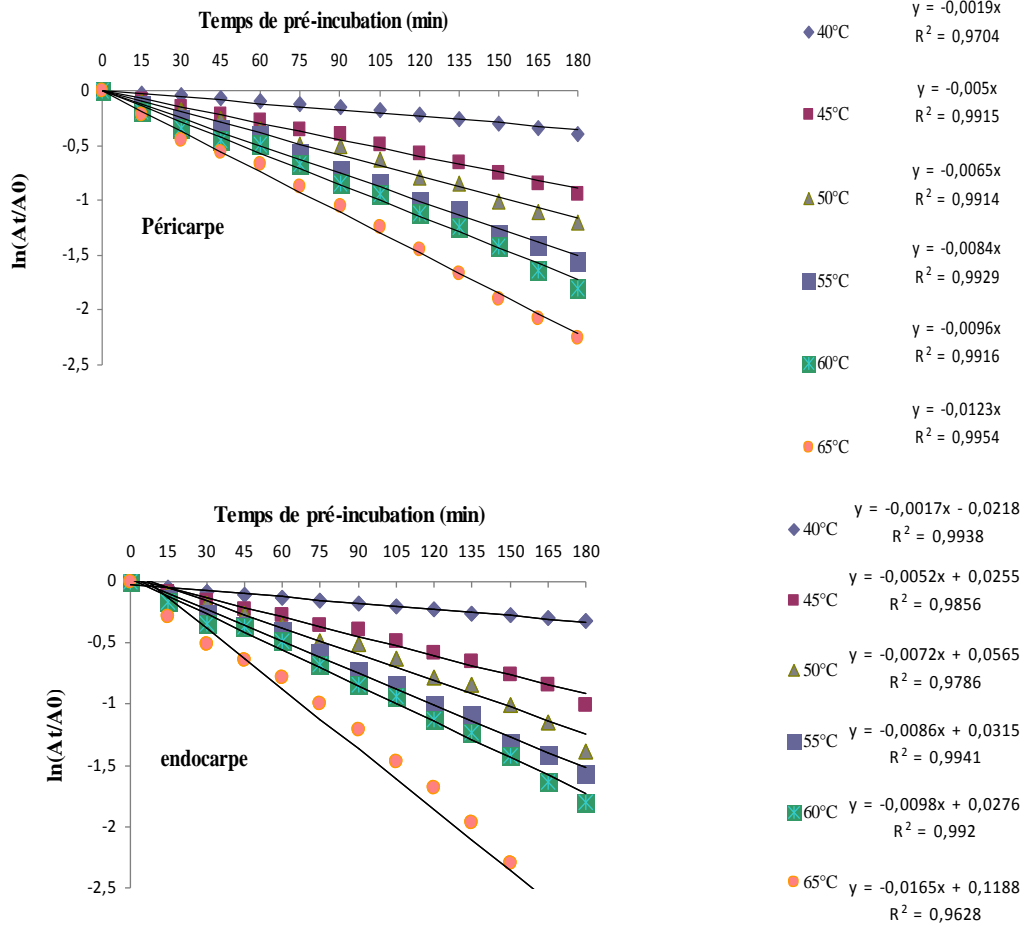 Temps de pré-incubation (min)
0 15 30 45 60 75 90 105 120 135 150 165 180
0
-0,5
-1
-1,5
-2
-2,5
ln(At/A0)
Péricarpe
40°C
y = -0,0019x
R² = 0,9704
45°C
y = -0,005x
R² = 0,9915
50°C
y = -0,0065x
R² = 0,9914
55°C
y = -0,0084x
R² = 0,9929
60°C
y = -0,0096x
R² = 0,9916
65°C
y = -0,0123x
R² = 0,9954
Temps de pré-incubation (min)
0 15 30 45 60 75 90 105 120 135 150 165 180
0
-0,5
-1
-1,5
-2
-2,5
ln(At/A0)
endocarpe
40°C
y = -0,0017x - 0,0218
R² = 0,9938
45°C
y = -0,0052x + 0,0255
R² = 0,9856
50°C
y = -0,0072x + 0,0565
R² = 0,9786
55°C
y = -0,0086x + 0,0315
R² = 0,9941
60°C
y = -0,0098x + 0,0276
R² = 0,992
65°C
y = -0,0165x + 0,1188
R² = 0,9628